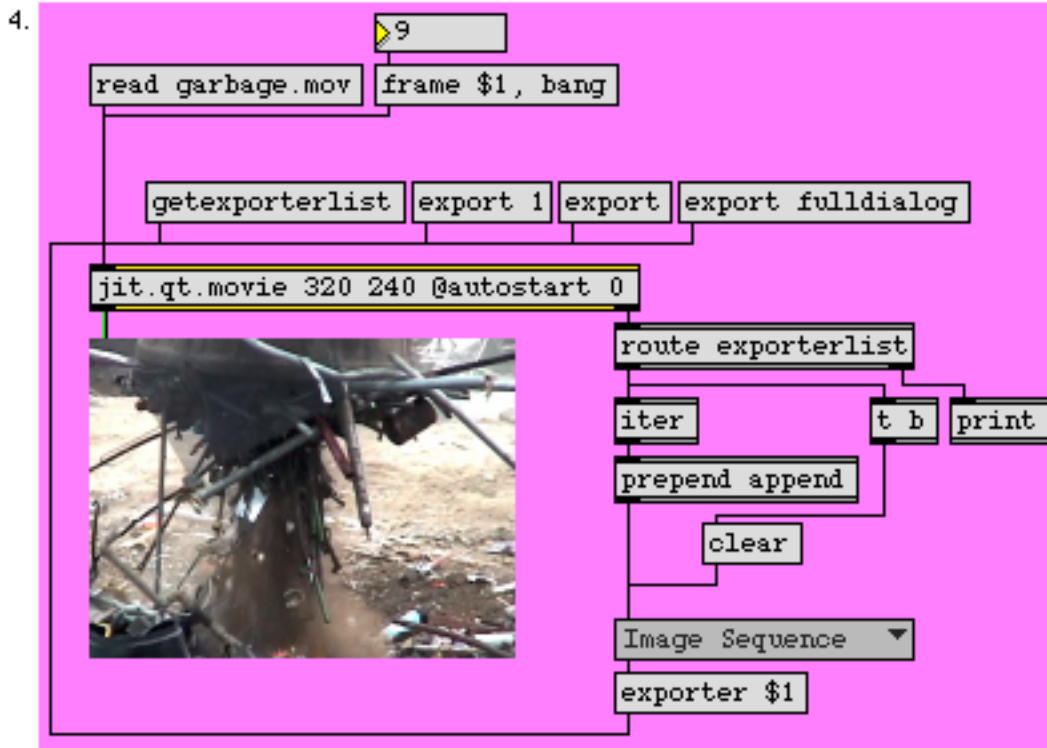 4.
9
read garbage.mov
frame $1, bang
getexporterlist
export 1
export
export fulldialog
jit.qt.movie 320 240 @autostart 0
route exporterlist
iter
t b
print
prepend append
clear
Image Sequence
exporter $1